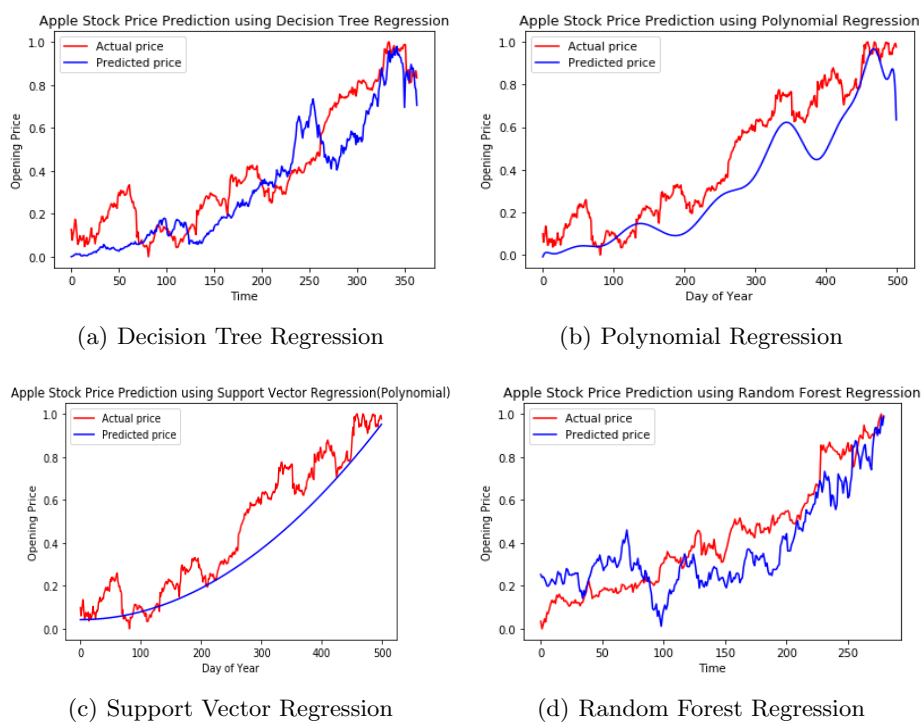 Apple Stock Price Prediction using Decision Tree Regression
Actual price
Predicted price
Opening Price
1.0
0.8
0.6
0.4
0.2
0.0
0 50 100 150 200 250 300 350
Time
(a) Decision Tree Regression
Apple Stock Price Prediction using Polynomial Regression
Actual price
Predicted price
Opening Price
1.0
0.8
0.6
0.4
0.2
0.0
0 100 200 300 400 500
Day of Year
(b) Polynomial Regression
Apple Stock Price Prediction using Support Vector Regression(Polynomial)
Actual price
Predicted price
Opening Price
1.0
0.8
0.6
0.4
0.2
0.0
0 100 200 300 400 500
Day of Year
(c) Support Vector Regression
Apple Stock Price Prediction using Random Forest Regression
Actual price
Predicted price
Opening Price
1.0
0.8
0.6
0.4
0.2
0.0
0 50 100 150 200 250
Time
(d) Random Forest Regression